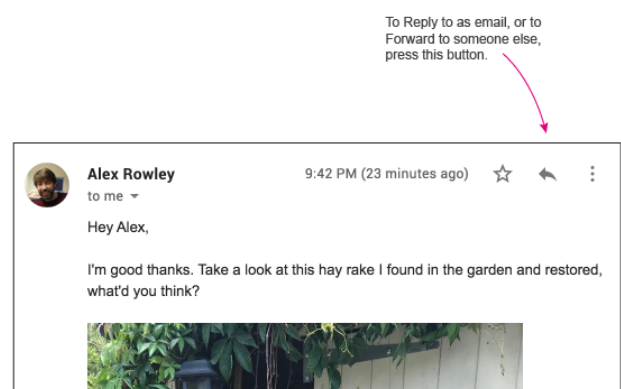 To Reply to as email, or to
Forward to someone else,
press this button.
Alex Rowley
9:42 PM (23 minutes ago)
to me
Hey Alex,
I'm good thanks. Take a look at this hay rake I found in the garden and restored,
what'd you think?